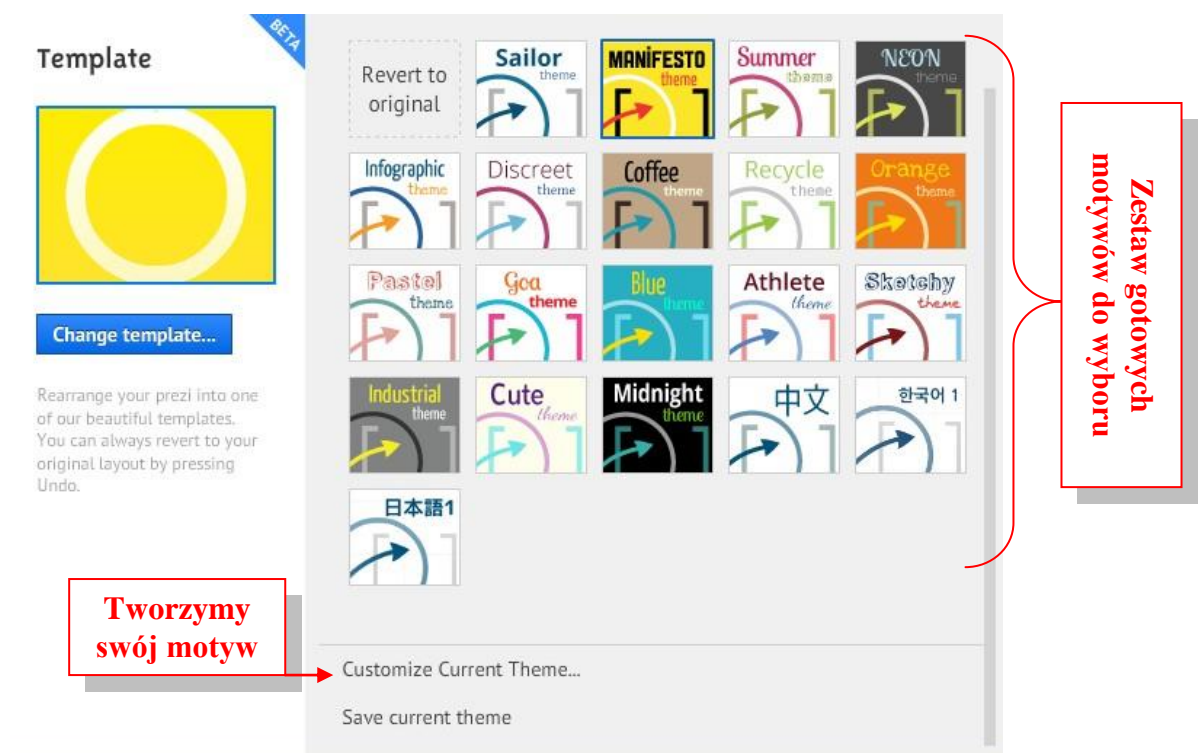 BETA
Template
Change template...
Rearrange your prezi into one
of our beautiful templates.
You can always revert to your
original layout by pressing
Undo.
Revert to
original
Sailor
theme
MANiFESTO
theme
Summer
theme
NEON
theme
Infographic
theme
Discreet
theme
Coffee
theme
Recycle
theme
Orange
theme
Pastel
theme
Goa
theme
Blue
theme
Athlete
theme
Sketchy
theme
Industrial
theme
Cute
theme
Midnight
theme
中文
한국어 1
日本語1
Customize Current Theme...
Save current theme
Tworzymy
swój motyw
Zestaw gotowych
motywów do wyboru